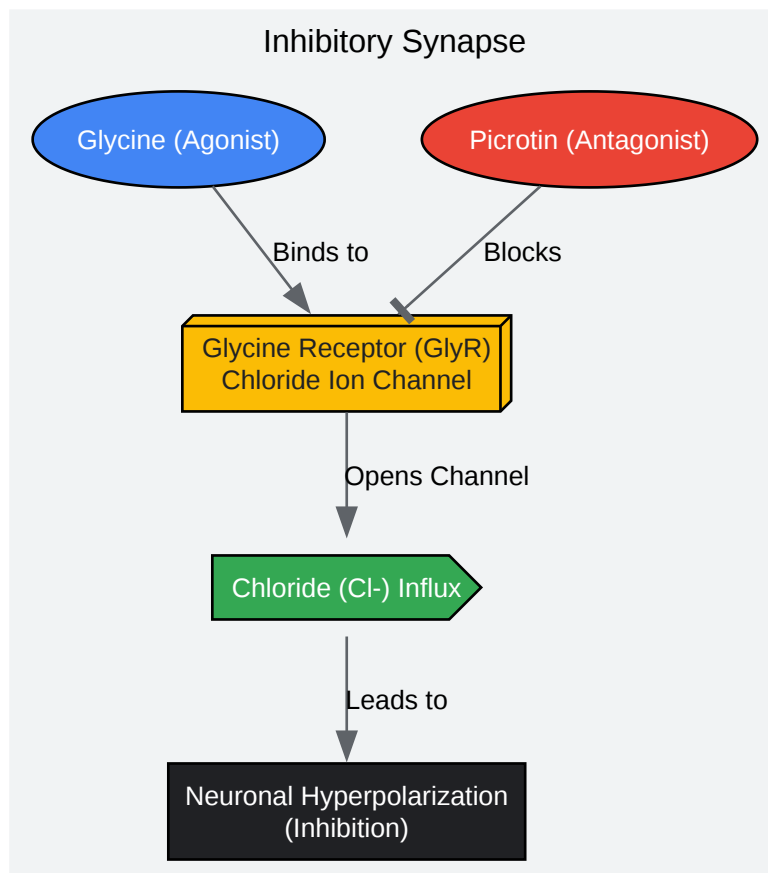 Inhibitory Synapse
Glycine (Agonist)
Picrotin (Antagonist)
Binds to
Blocks
Glycine Receptor (GlyR)
Chloride Ion Channel
Opens Channel
Chloride (Cl-) Influx
Leads to
Neuronal Hyperpolarization
(Inhibition)